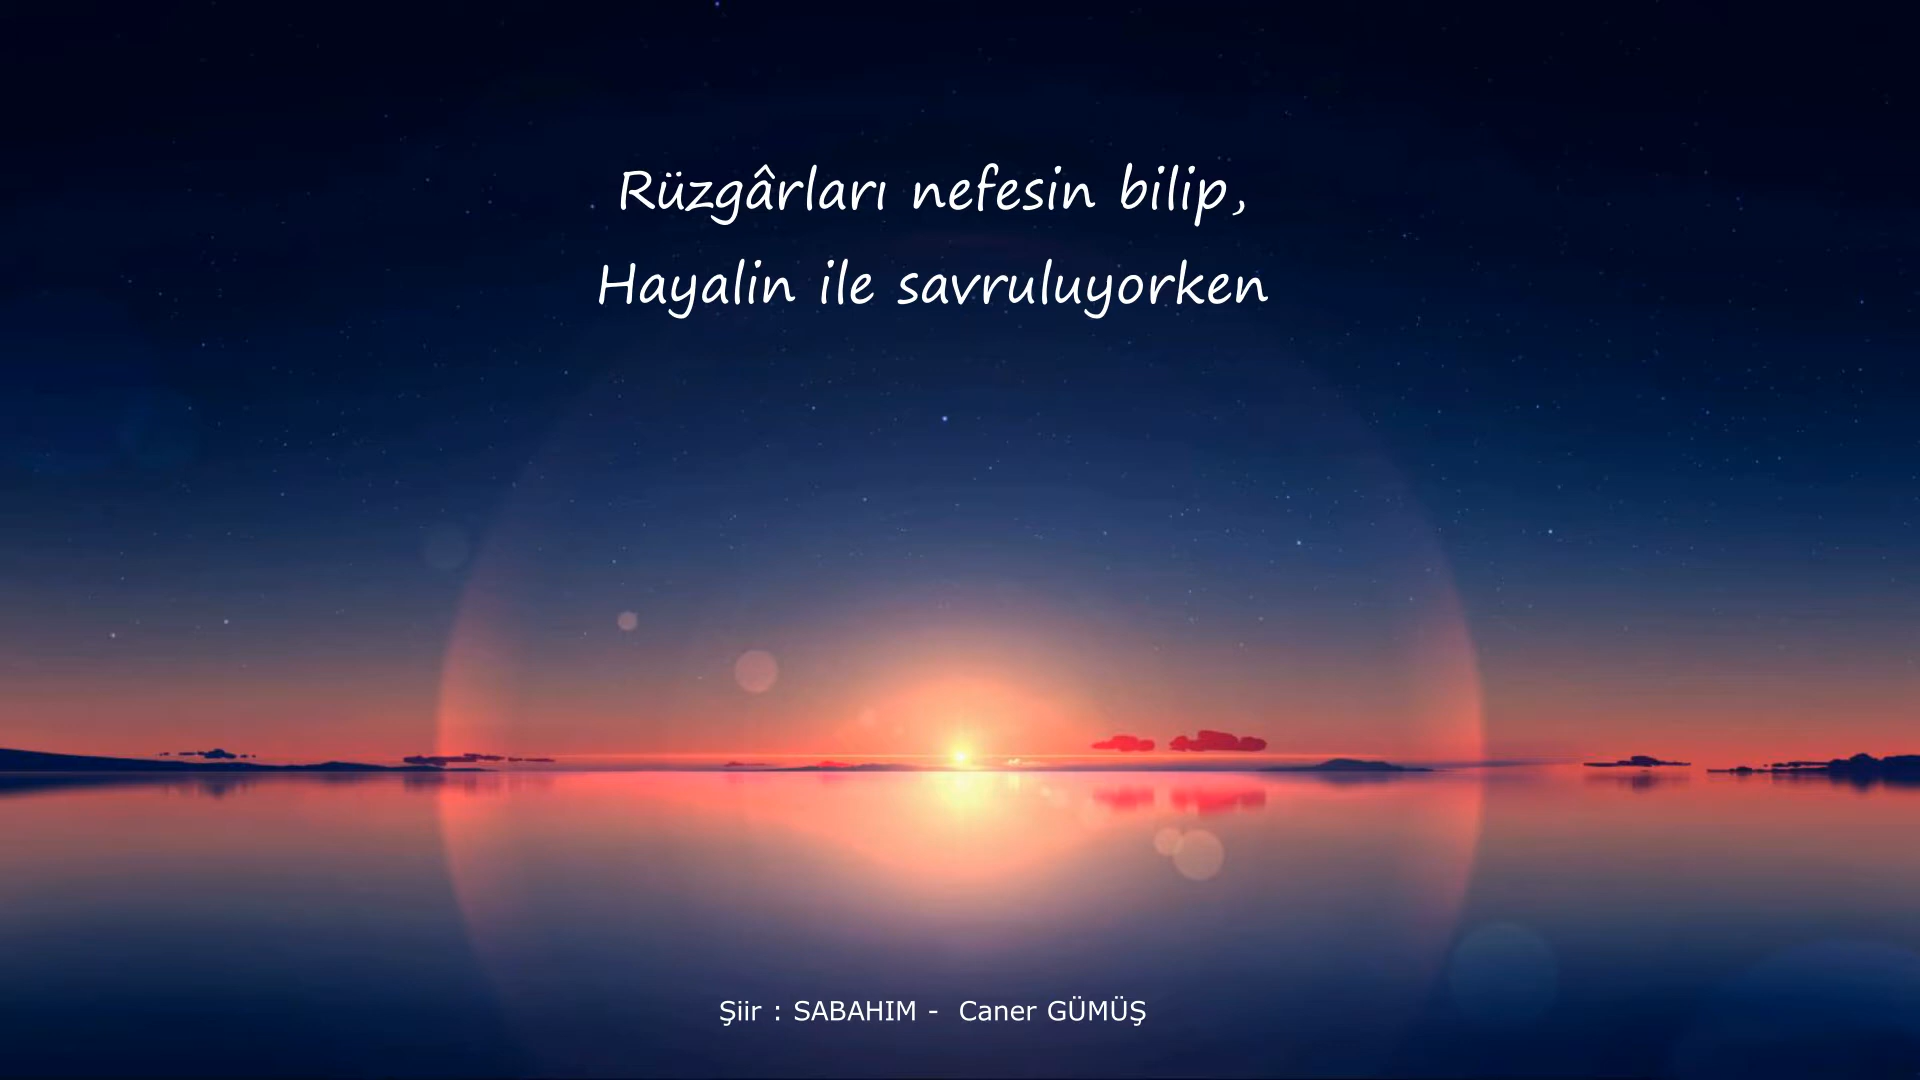 Rüzgârları nefesin bilip,
Hayalin ile savruluyorken
Şiir : SABAHIM - Caner GÜMÜŞ